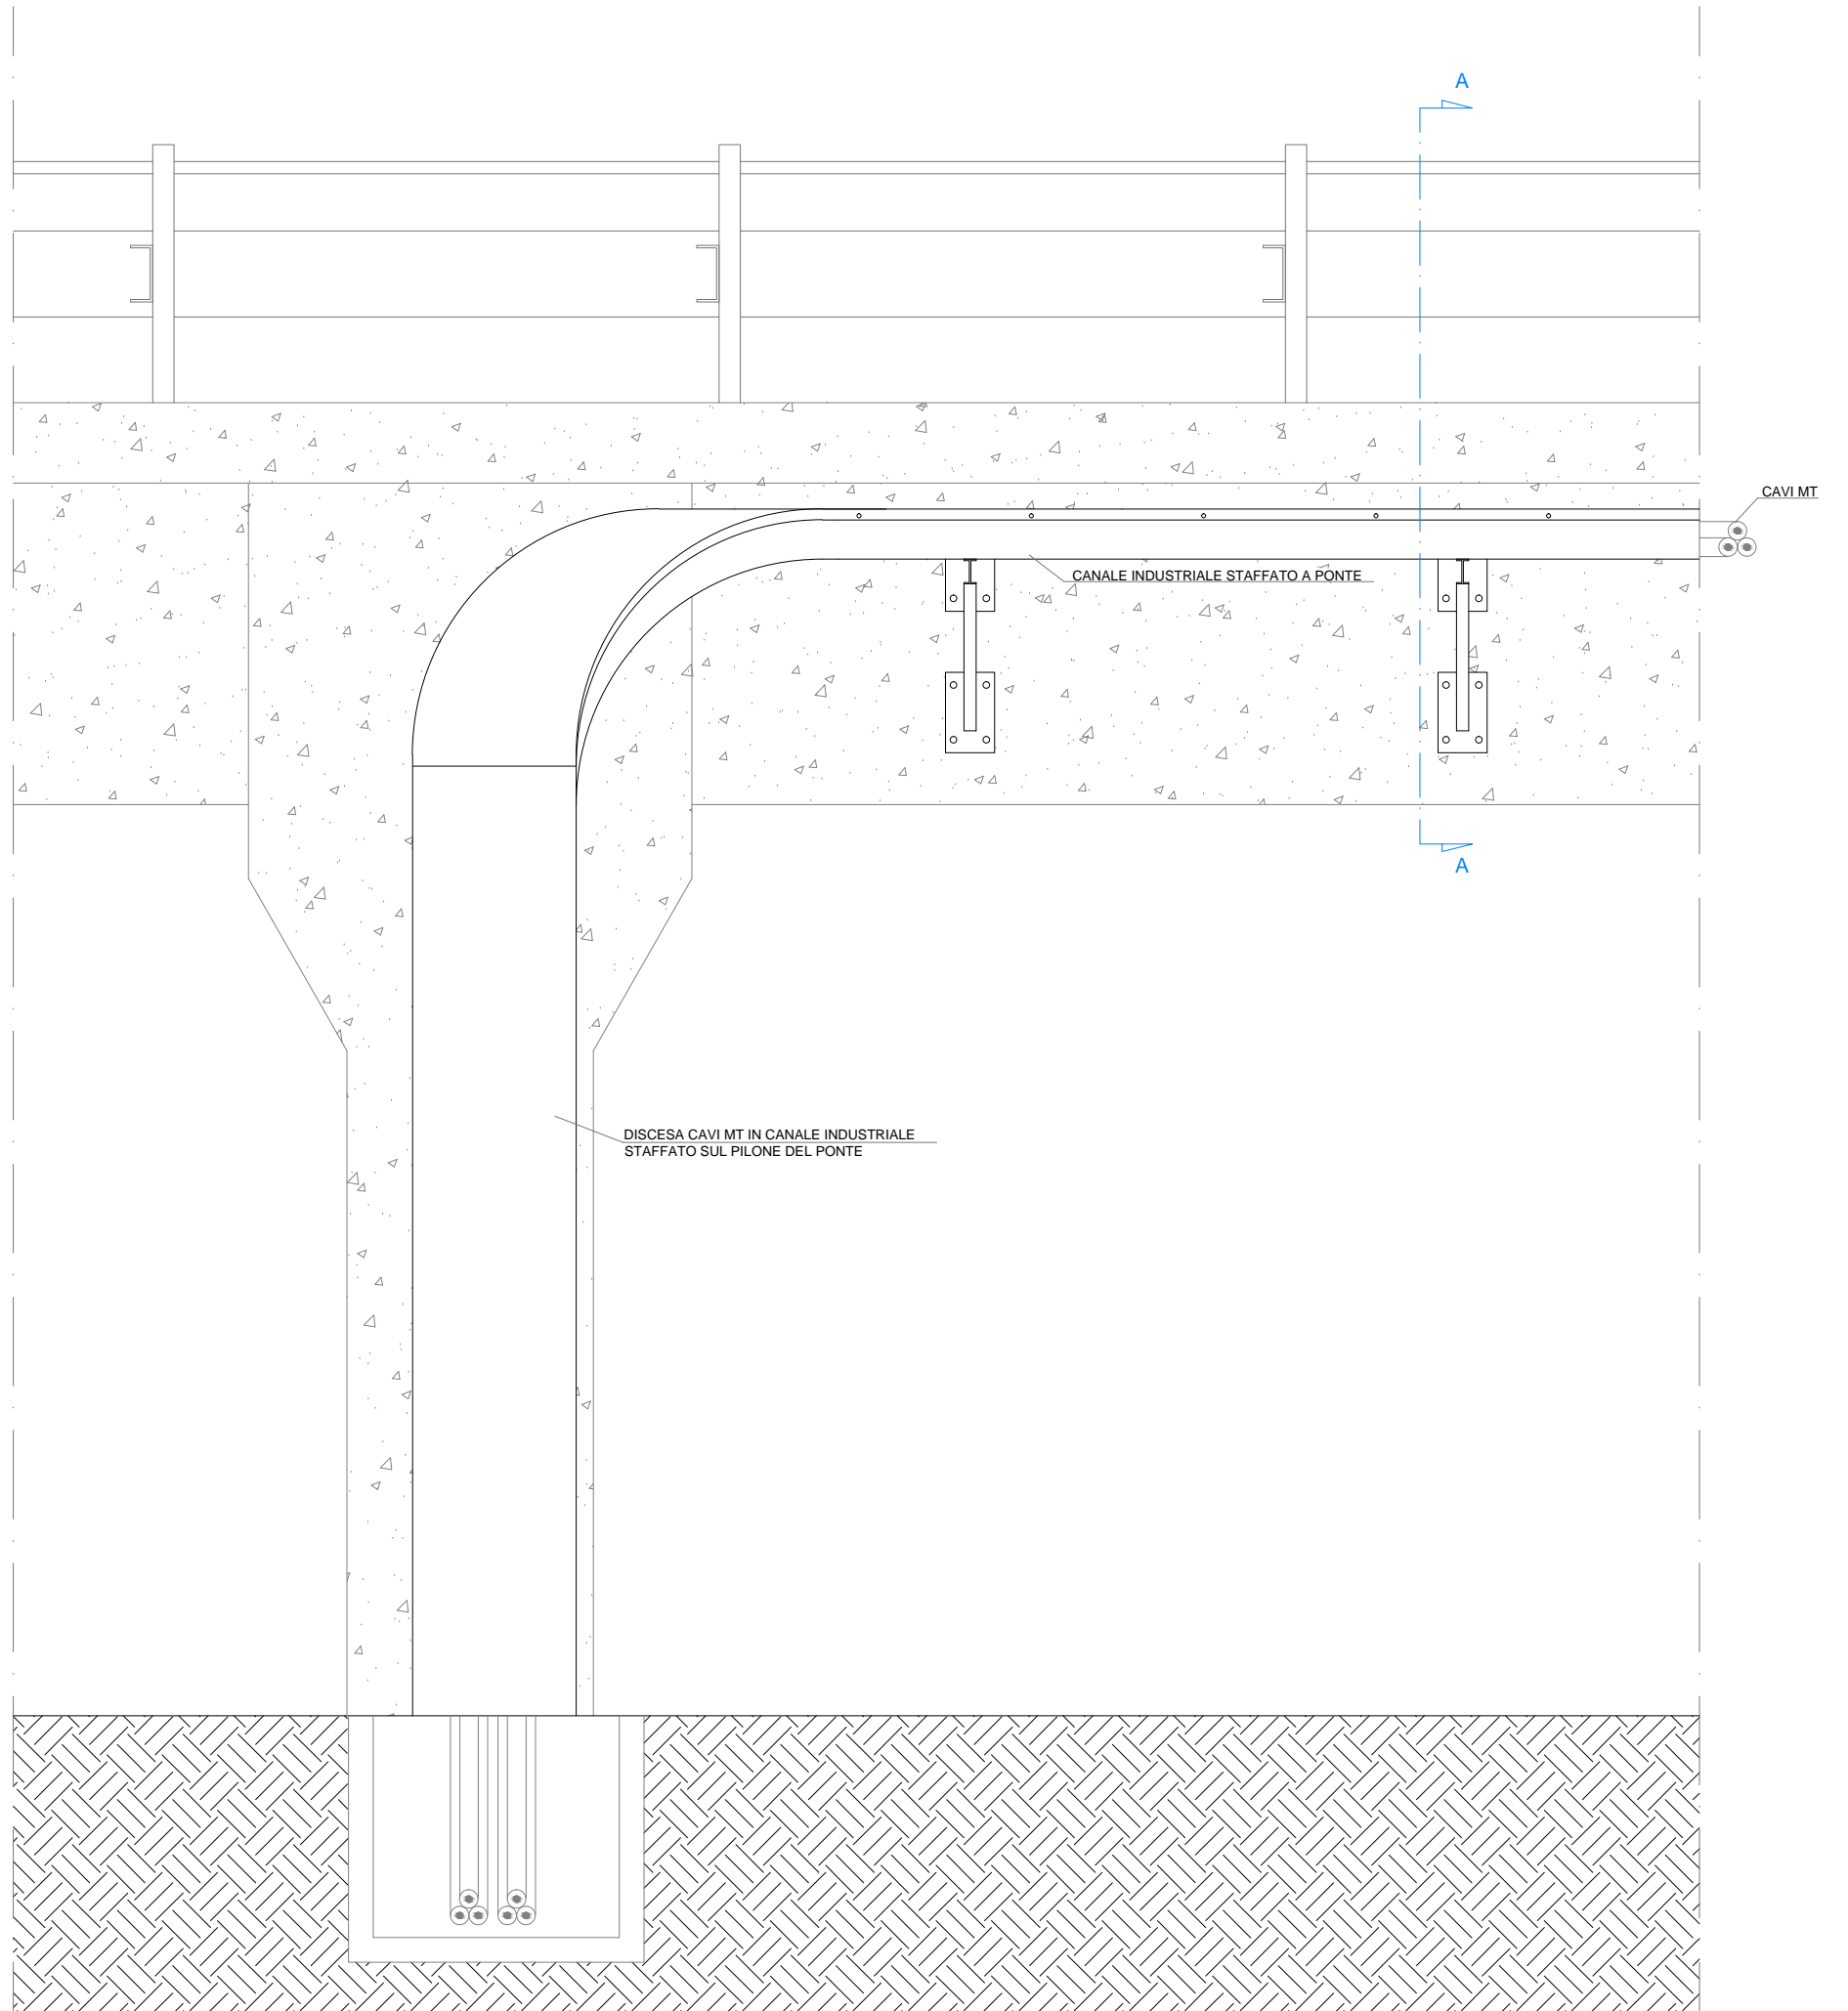 A
CAVI MT
CANALE INDUSTRIALE STAFFATO A PONTE
A
DISCESA CAVI MT IN CANALE INDUSTRIALE
STAFFATO SUL PILONE DEL PONTE